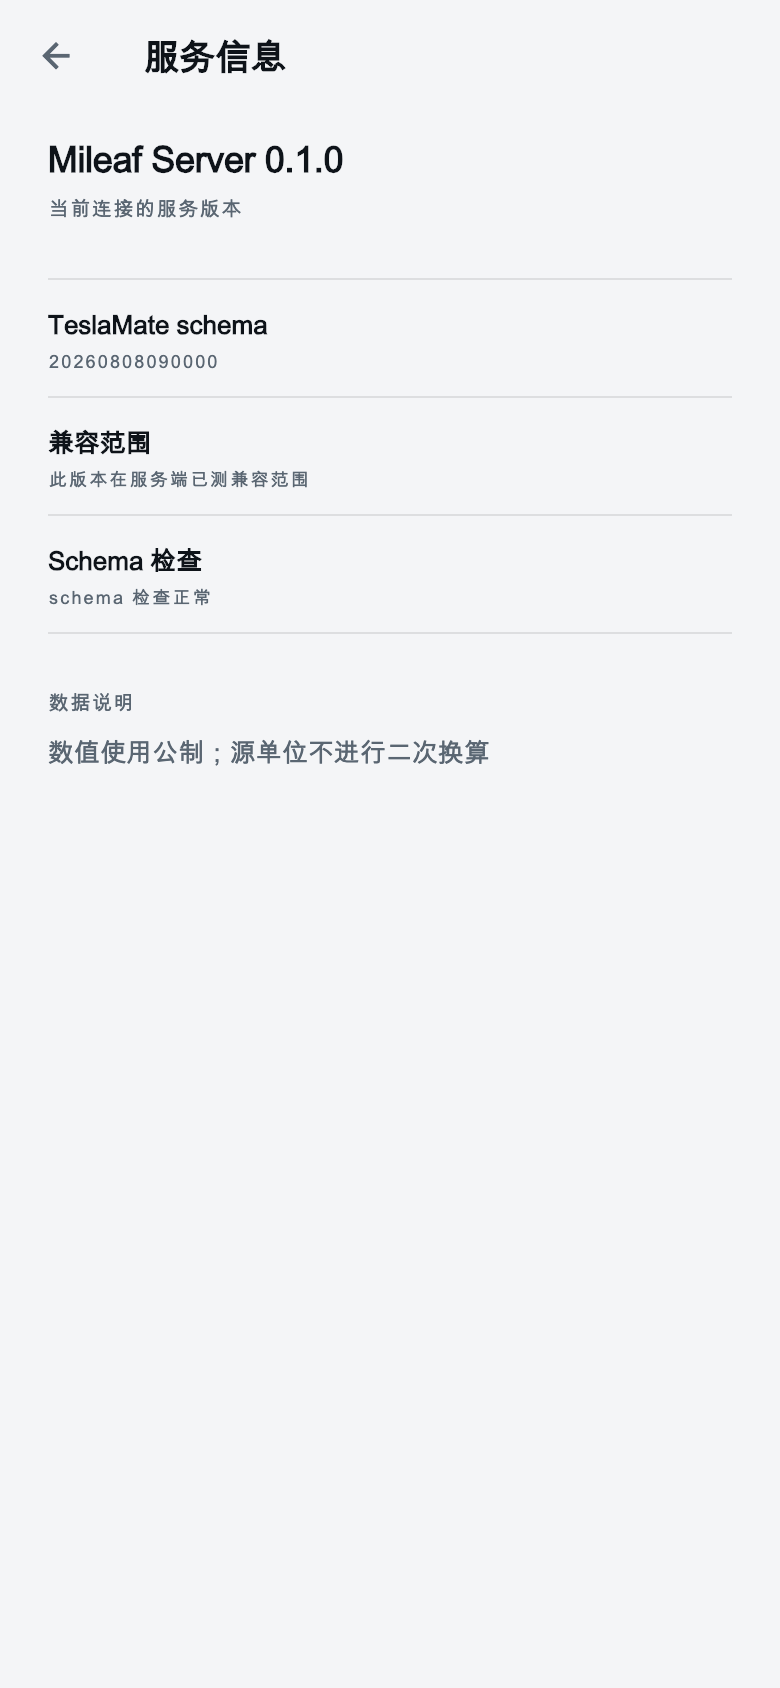 服务信息
Mileaf Server 0.1.0
当前连接的服务版本
TeslaMate schema
20260808090000
兼容范围
此版本在服务端已测兼容范围
Schema 检查
schema 检查正常
数据说明
数值使用公制；源单位不进行二次换算